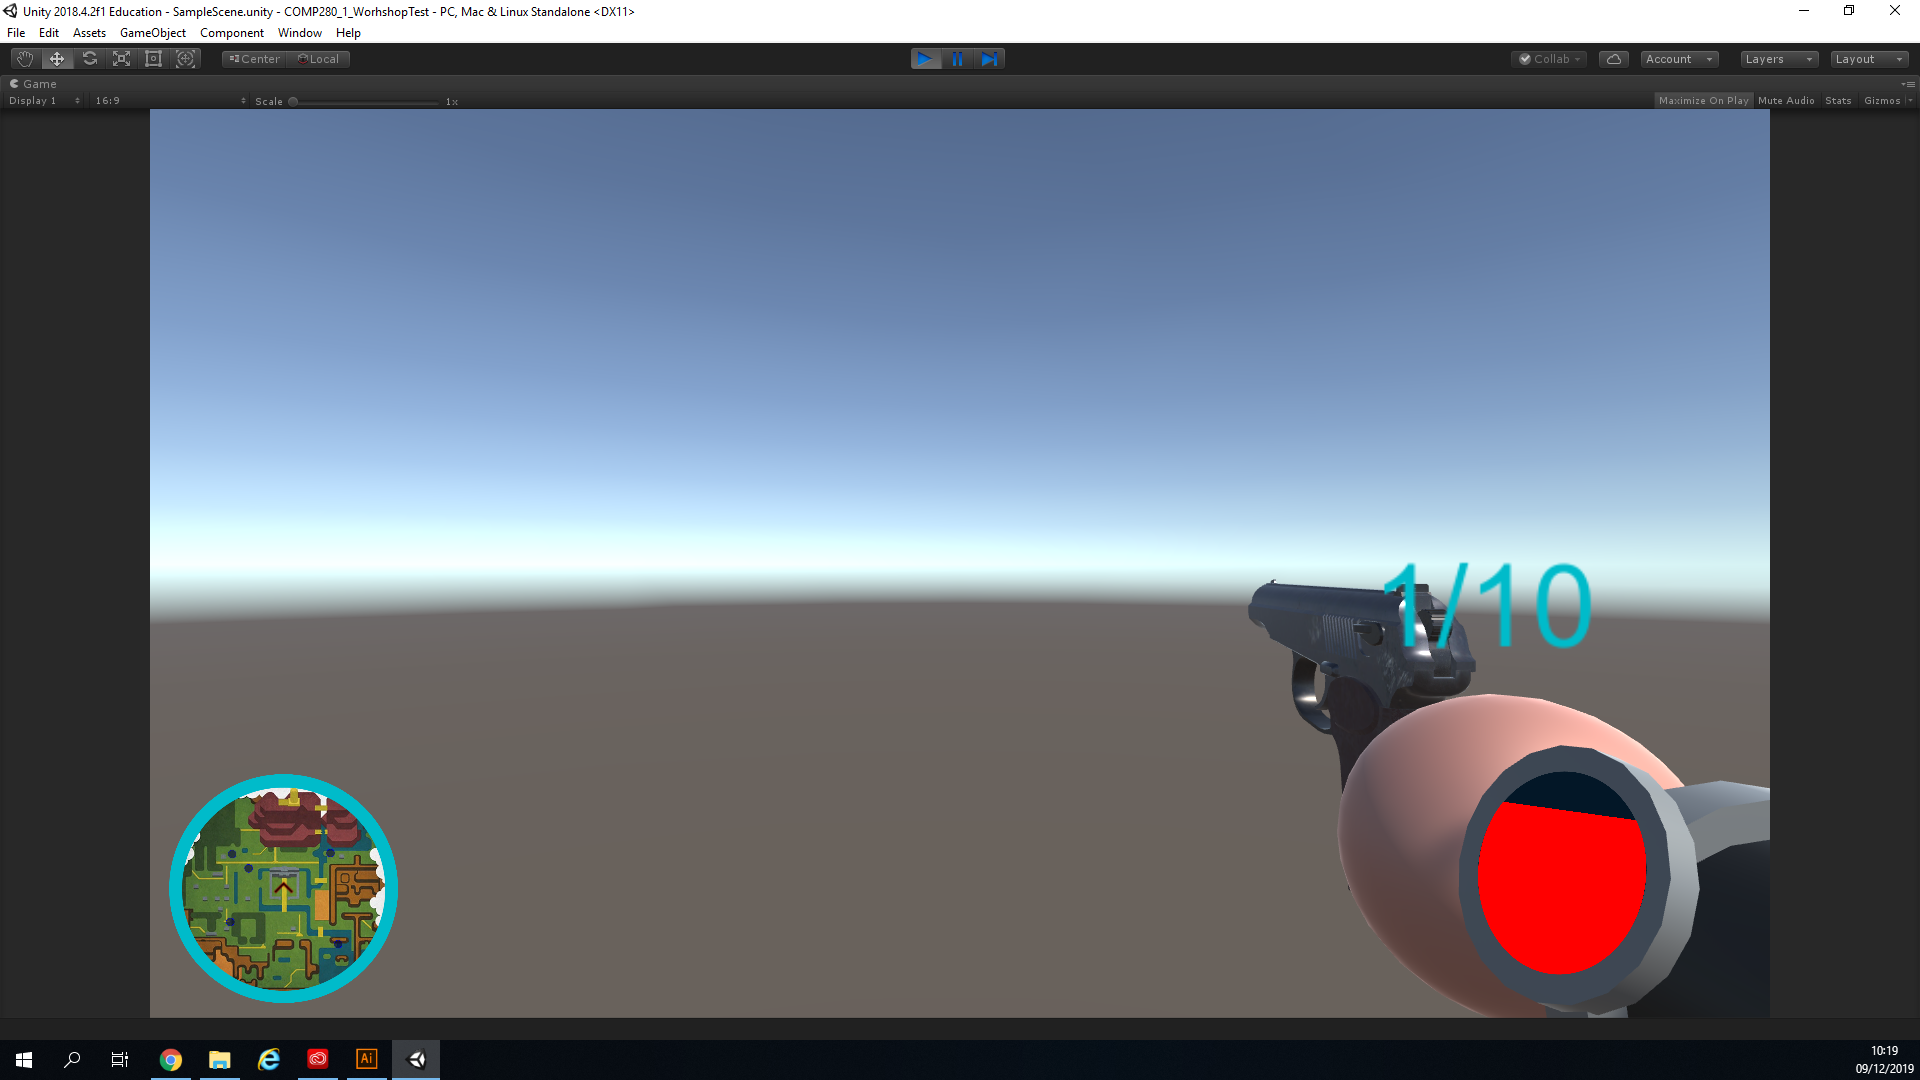 Unity 2018.4.2f1 Education - SampleScene.unity - COMP280_1_WorhshopTest - PC, Mac & Linux Standalone <DX11>
File Edit Assets GameObject Component Window Help
Center Local Collab Account Layers Layout
Game
Display 1 16:9 Scale 1x Maximize On Play Mute Audio Stats Gizmos
1/10
Ai
10:19
09/12/2019